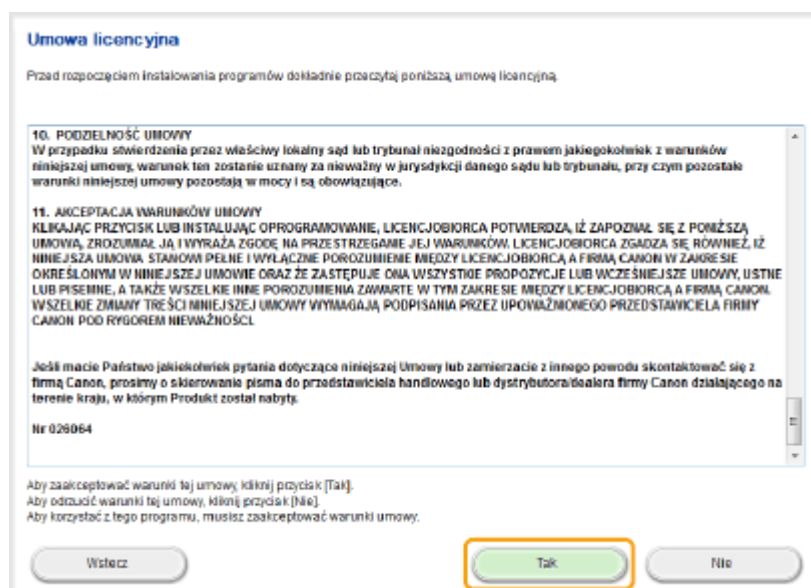 Umowa licencyjna
Przed rozpoczęciem instalowania programów dokładnie przeczytaj poniższą umowę licencyjną.
10. PODZIELNOŚĆ UMOWY
W przypadku stwierdzenia przez właściwy lokalny sąd lub trybunał niezgodności z prawem jakiegokolwiek z warunków
niniejszej umowy, warunek ten zostanie uznany za nieważny w jurysdykcji danego sądu lub trybunału, przy czym pozostałe
warunki niniejszej umowy pozostają w mocy i są obowiązujące.
11. AKCEPTACJA WARUNKÓW UMOWY
KLIKAJĄC PRZYCISK LUB INSTALUJĄC OPROGRAMOWANIE, LICENCJOBIORCA POTWIERDZA, IŻ ZAPOZNAŁ SIĘ Z PONIŻSZĄ
UMOWĄ, ZROZUMIAŁ JĄ I WYRAŻA ZGODĘ NA PRZESTRZEGANIE JEJ WARUNKÓW. LICENCJOBIORCA ZGADZA SIĘ RÓWNIEŻ, IŻ
NINIEJSZA UMOWA STANOWI PEŁNE I WYŁĄCZNE POROZUMIENIE MIĘDZY LICENCJOBIORCĄ A FIRMĄ CANON W ZAKRESIE
OKREŚLONYM W NINIEJSZEJ UMOWIE ORAZ ŻE ZASTĘPUJE ONA WSZYSTKIE PROPOZYCJE LUB WCZEŚNIEJSZE UMOWY, USTNE
LUB PISEMNE, A TAKŻE WSZELKIE INNE POROZUMIENIA ZAWARTE W TYM ZAKRESIE MIĘDZY LICENCJOBIORCĄ A FIRMĄ CANON.
WSZELKIE ZMIANY TREŚCI NINIEJSZEJ UMOWY WYMAGAJĄ PODPISANIA PRZEZ UPOWAŻNIONEGO PRZEDSTAWICIELA FIRMY
CANON POD RYGOREM NIEWAŻNOŚCI.
Jeśli macie Państwo jakiekolwiek pytania dotyczące niniejszej Umowy lub zamierzacie z innego powodu skontaktować się z
firmą Canon, prosimy o skierowanie pisma do przedstawiciela handlowego lub dystrybutora/dealera firmy Canon działającego na
terenie kraju, w którym Produkt został nabyty.
Nr 026064
Aby zaakceptować warunki tej umowy, kliknij przycisk [Tak].
Aby odrzucić warunki tej umowy, kliknij przycisk [Nie].
Aby korzystać z tego programu, musisz zaakceptować warunki umowy.
Wstecz Tak Nie